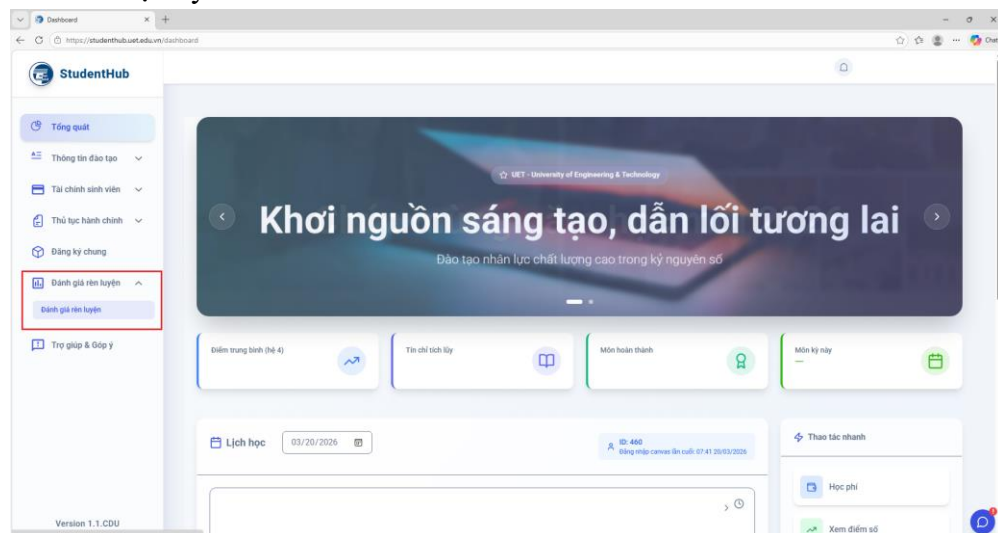 Dashboard
https://studenthub.uet.edu.vn/dashboard
Chat
StudentHub
Tổng quát
Thông tin đào tạo
Tài chính sinh viên
Thủ tục hành chính
Đăng ký chung
Đánh giá rèn luyện
Đánh giá rèn luyện
Trợ giúp & Góp ý
Version 1.1.CDU
UET - University of Engineering & Technology
Khơi nguồn sáng tạo, dẫn lối tương lai
Đào tạo nhân lực chất lượng cao trong kỷ nguyên số
Điểm trung bình (hệ 4)
Tín chỉ tích lũy
Môn hoàn thành
Môn kỳ này
—
Lịch học
03/20/2026
ID: 460
Đăng nhập canvas lần cuối: 07:41 20/03/2026
Thao tác nhanh
Học phí
Xem điểm số